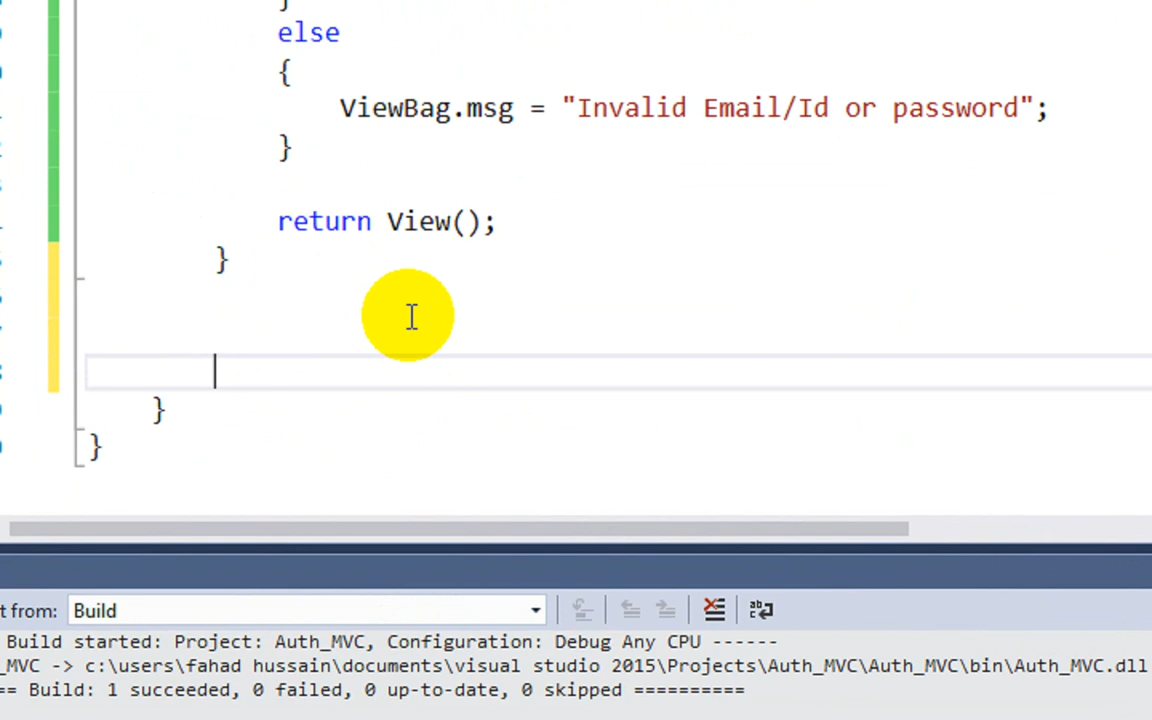 }
else
{
ViewBag.msg = "Invalid Email/Id or password";
}
return View();
}
}
}
t from: Build
Build started: Project: Auth_MVC, Configuration: Debug Any CPU ------
_MVC -> c:\users\fahad hussain\documents\visual studio 2015\Projects\Auth_MVC\Auth_MVC\bin\Auth_MVC.dll
== Build: 1 succeeded, 0 failed, 0 up-to-date, 0 skipped ==========